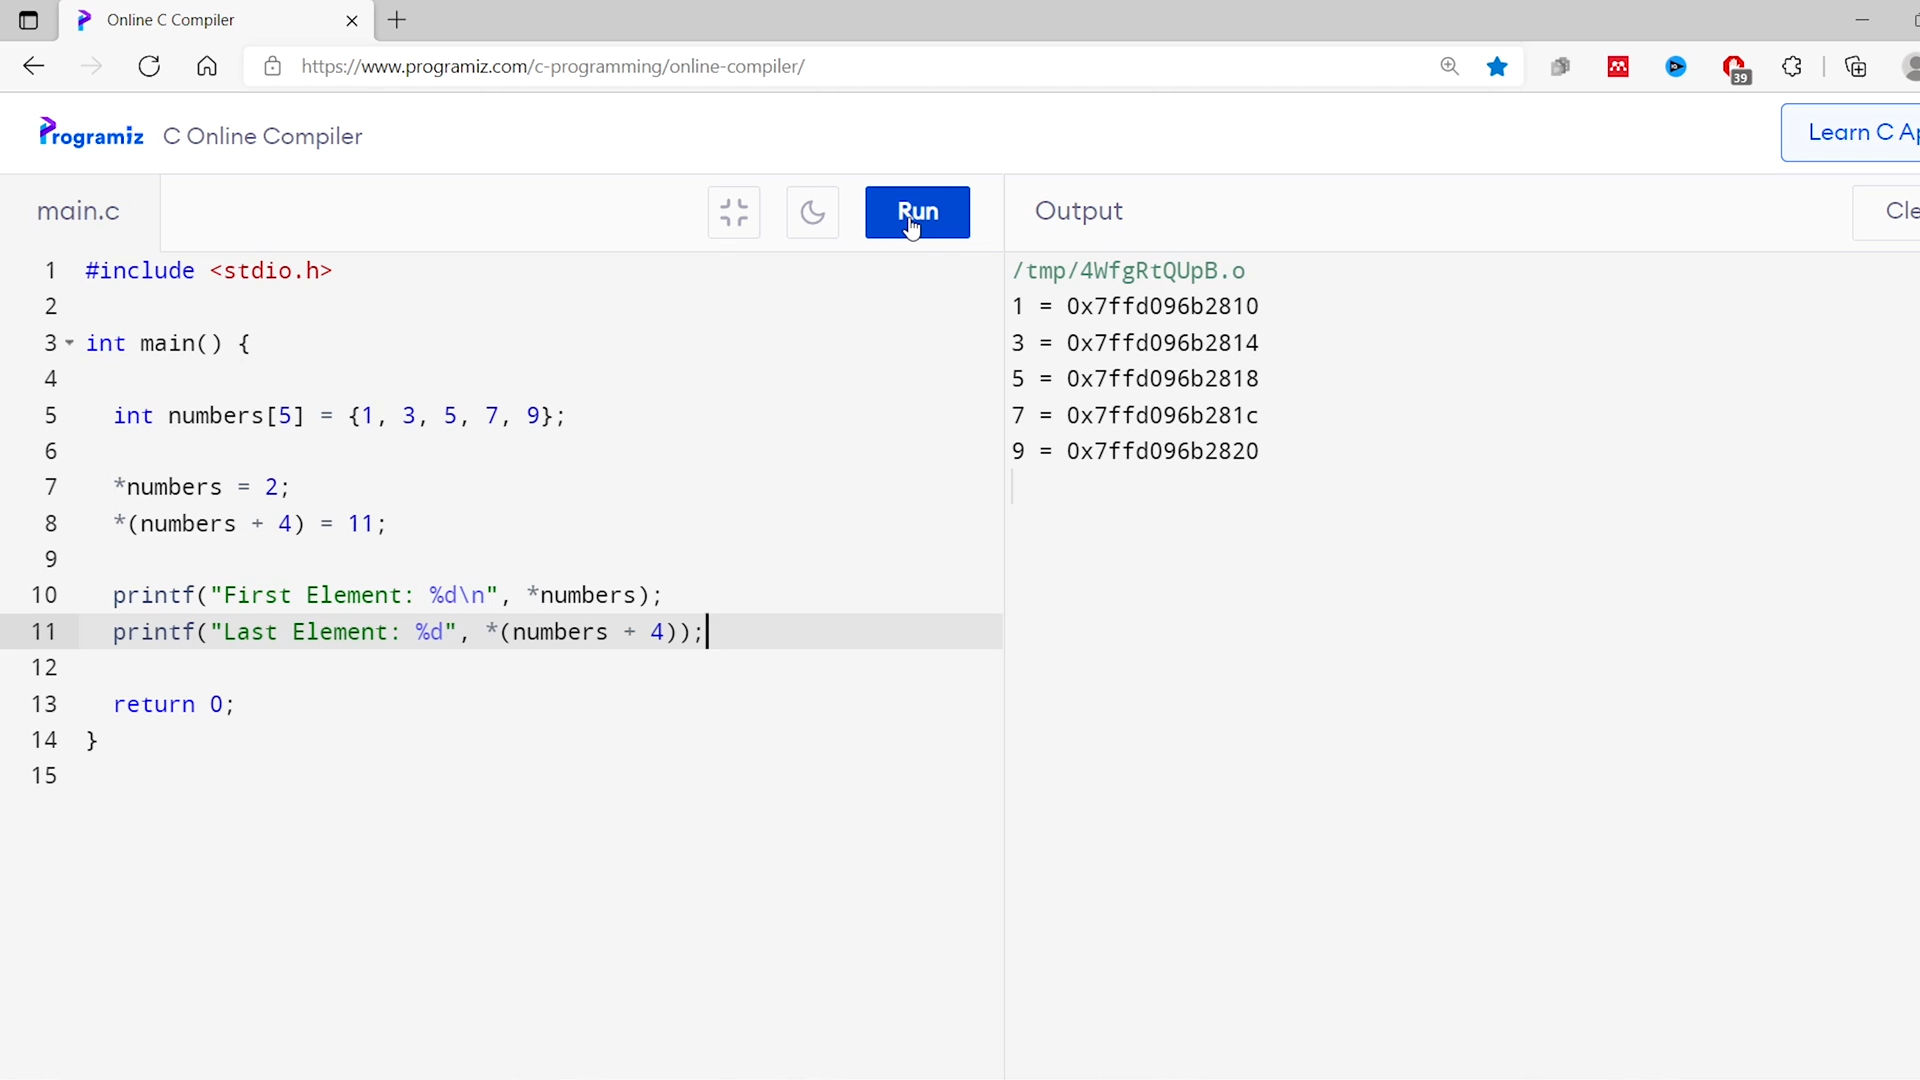 Online C Compiler
https://www.programiz.com/c-programming/online-compiler/
39
Programiz C Online Compiler
Learn C Ap
main.c
Run
Output
Cle
1 #include <stdio.h>
2
3 int main() {
4
5 int numbers[5] = {1, 3, 5, 7, 9};
6
7 *numbers = 2;
8 *(numbers + 4) = 11;
9
10 printf("First Element: %d\n", *numbers);
11 printf("Last Element: %d", *(numbers + 4));
12
13 return 0;
14 }
15
/tmp/4WfgRtQUpB.o
1 = 0x7ffd096b2810
3 = 0x7ffd096b2814
5 = 0x7ffd096b2818
7 = 0x7ffd096b281c
9 = 0x7ffd096b2820